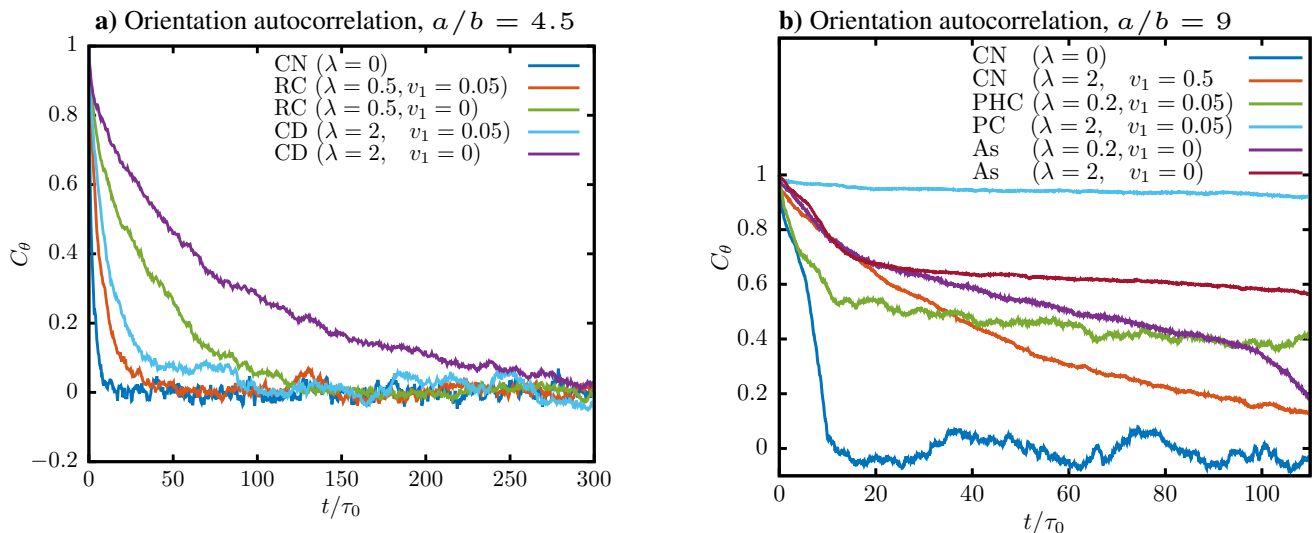 a) Orientation autocorrelation, a/b = 4.5
1
0.8
0.6
0.4
0.2
0
−0.2
C_θ
CN (λ = 0)
RC (λ = 0.5, v₁ = 0.05)
RC (λ = 0.5, v₁ = 0)
CD (λ = 2, v₁ = 0.05)
CD (λ = 2, v₁ = 0)
0 50 100 150 200 250 300
t/τ₀
b) Orientation autocorrelation, a/b = 9
CN (λ = 0)
CN (λ = 2, v₁ = 0.5
PHC (λ = 0.2, v₁ = 0.05)
PC (λ = 2, v₁ = 0.05)
As (λ = 0.2, v₁ = 0)
As (λ = 2, v₁ = 0)
1
0.8
0.6
0.4
0.2
0
C_θ
0 20 40 60 80 100
t/τ₀